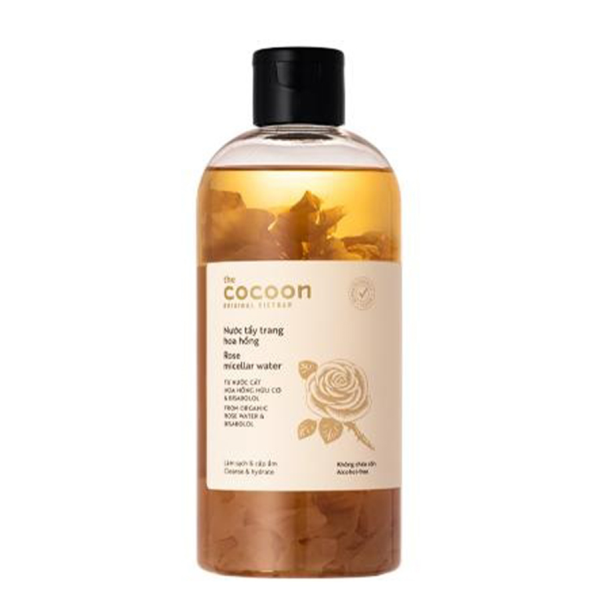 the
cocoon
ORIGINAL VIETNAM
Nước tẩy trang
hoa hồng
Rose
micellar water
TỪ NƯỚC CẤT
HOA HỒNG HỮU CƠ
& BISABOLOL
FROM ORGANIC
ROSE WATER &
BISABOLOL
Làm sạch & cấp ẩm
Cleanse & hydrate
Không chứa cồn
Alcohol-free